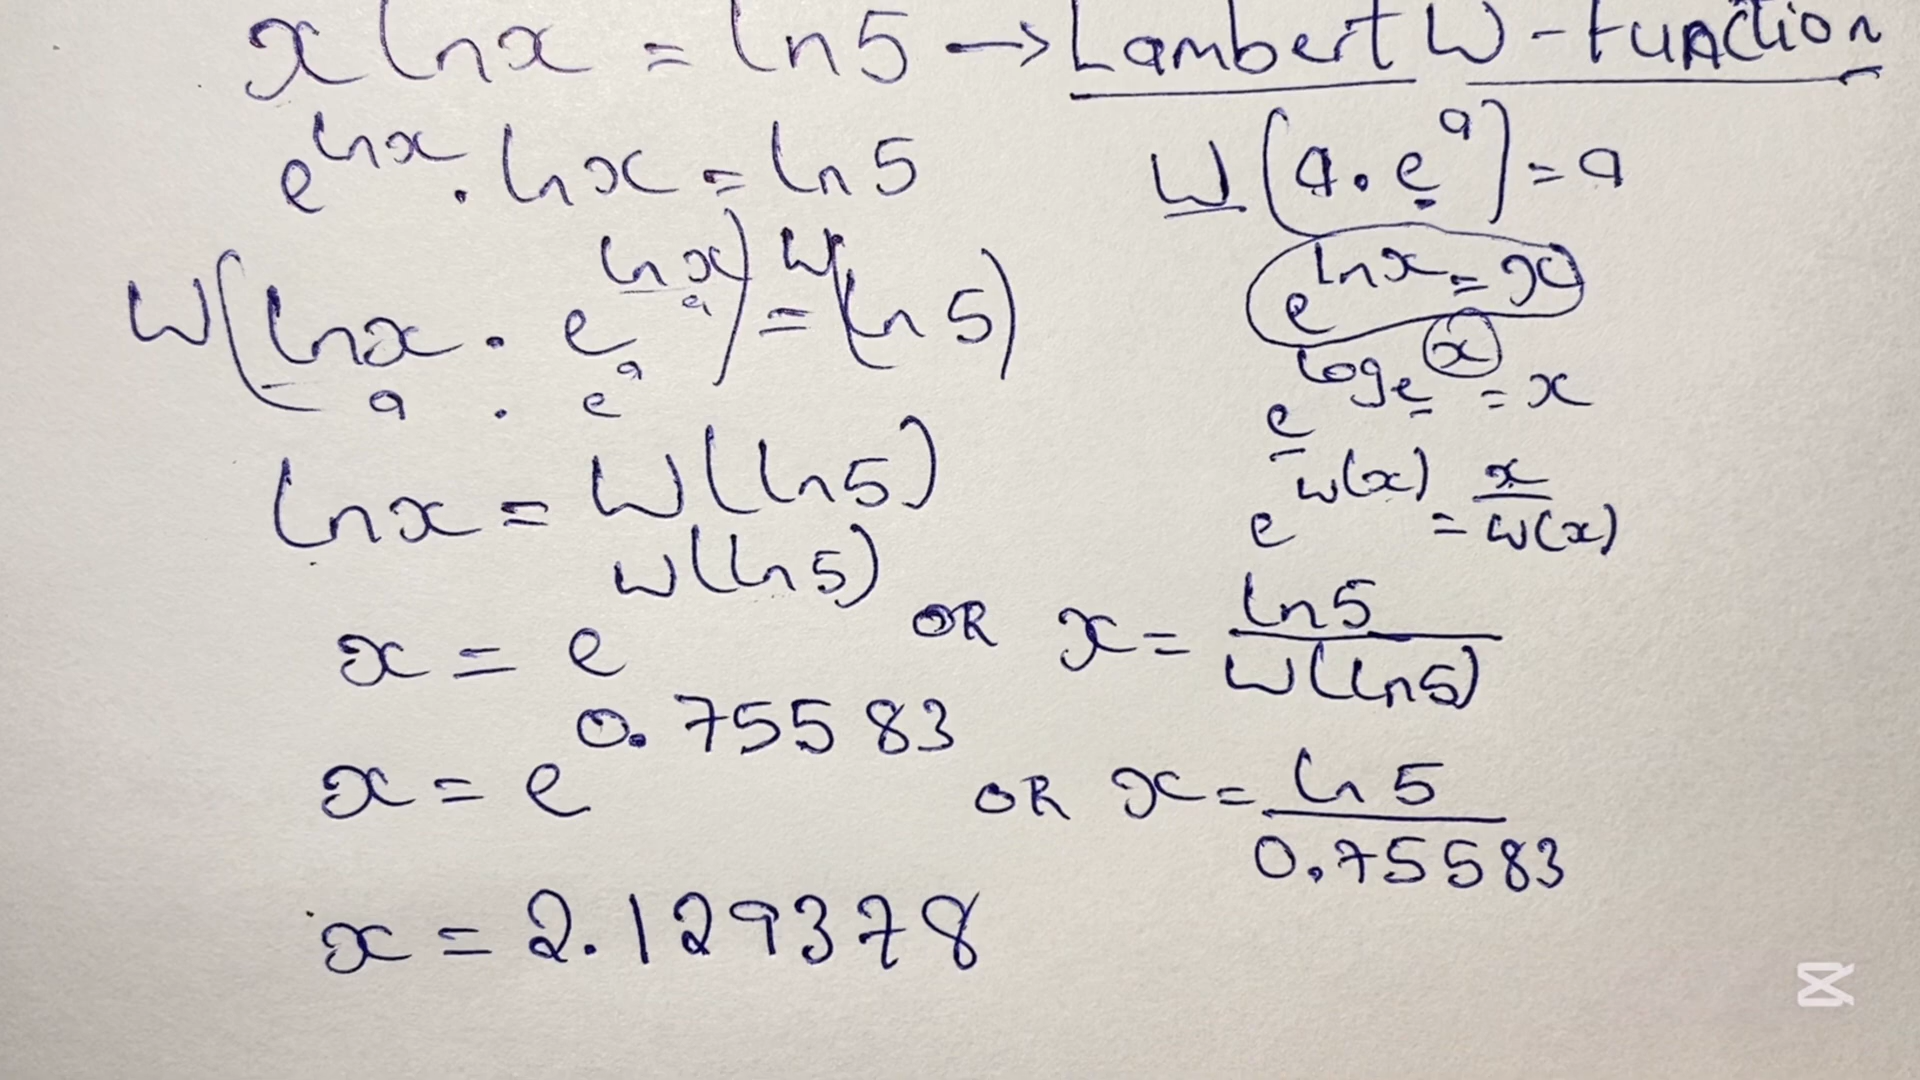 x ln x = ln 5 → Lambert W-function
e^{ln x} · ln x = ln 5
W(a·e^a) = a
W(ln x · e^{ln x}) = W(ln 5)
a · e^a
e^{ln x} = x
e^{log_e x} = x
ln x = W(ln 5)
e^{W(x)} = x/W(x)
x = e^{W(ln 5)} OR x = ln 5/W(ln 5)
x = e^{0.75583} OR x = ln 5/0.75583
x = 2.129378